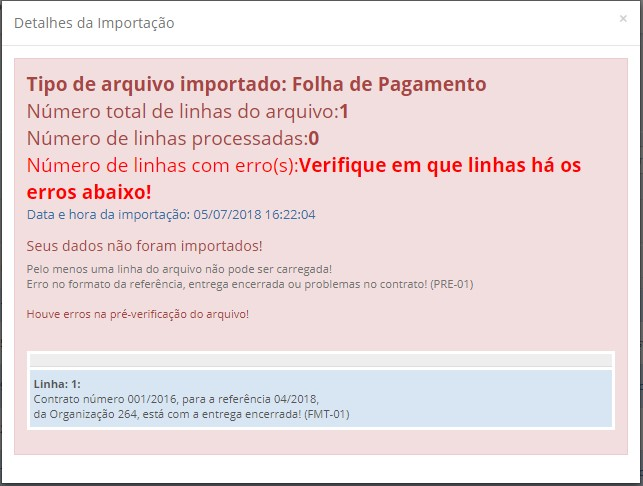 Detalhes da Importação
×
Tipo de arquivo importado: Folha de Pagamento
Número total de linhas do arquivo:1
Número de linhas processadas:0
Número de linhas com erro(s):Verifique em que linhas há os
erros abaixo!
Data e hora da importação: 05/07/2018 16:22:04
Seus dados não foram importados!
Pelo menos uma linha do arquivo não pode ser carregada!
Erro no formato da referência, entrega encerrada ou problemas no contrato! (PRE-01)
Houve erros na pré-verificação do arquivo!
Linha: 1:
Contrato número 001/2016, para a referência 04/2018,
da Organização 264, está com a entrega encerrada! (FMT-01)